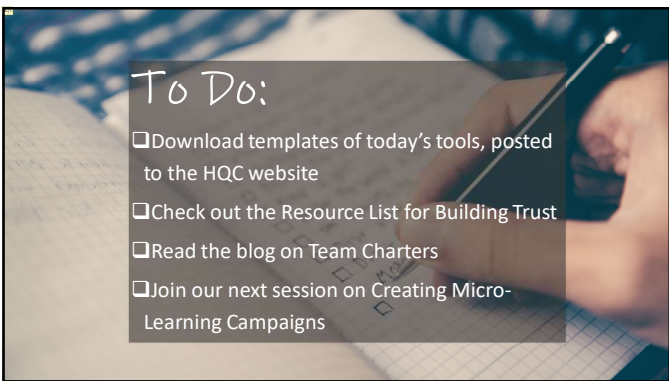 To Do:
❑Download templates of today's tools, posted
to the HQC website
❑Check out the Resource List for Building Trust
❑Read the blog on Team Charters
❑Join our next session on Creating Micro-
Learning Campaigns